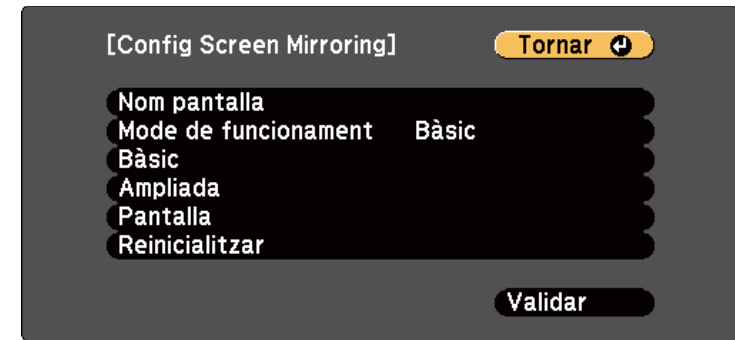 [Config Screen Mirroring] Tornar
Nom pantalla
Mode de funcionament Bàsic
Bàsic
Ampliada
Pantalla
Reinicialitzar
Validar